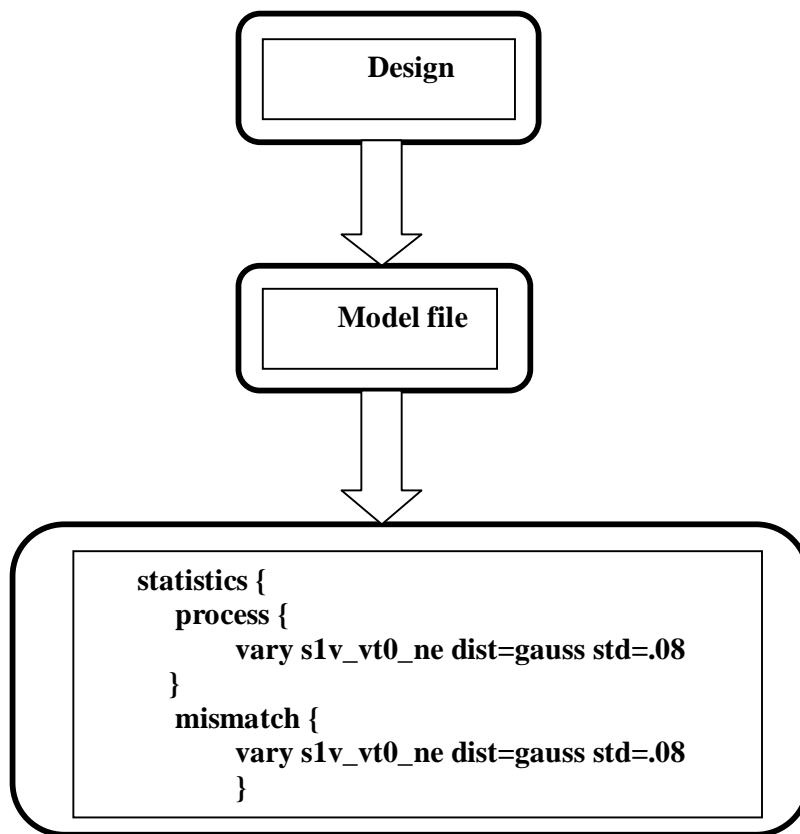 Design
Model file
statistics {
process {
vary s1v_vt0_ne dist=gauss std=.08
}
mismatch {
vary s1v_vt0_ne dist=gauss std=.08
}